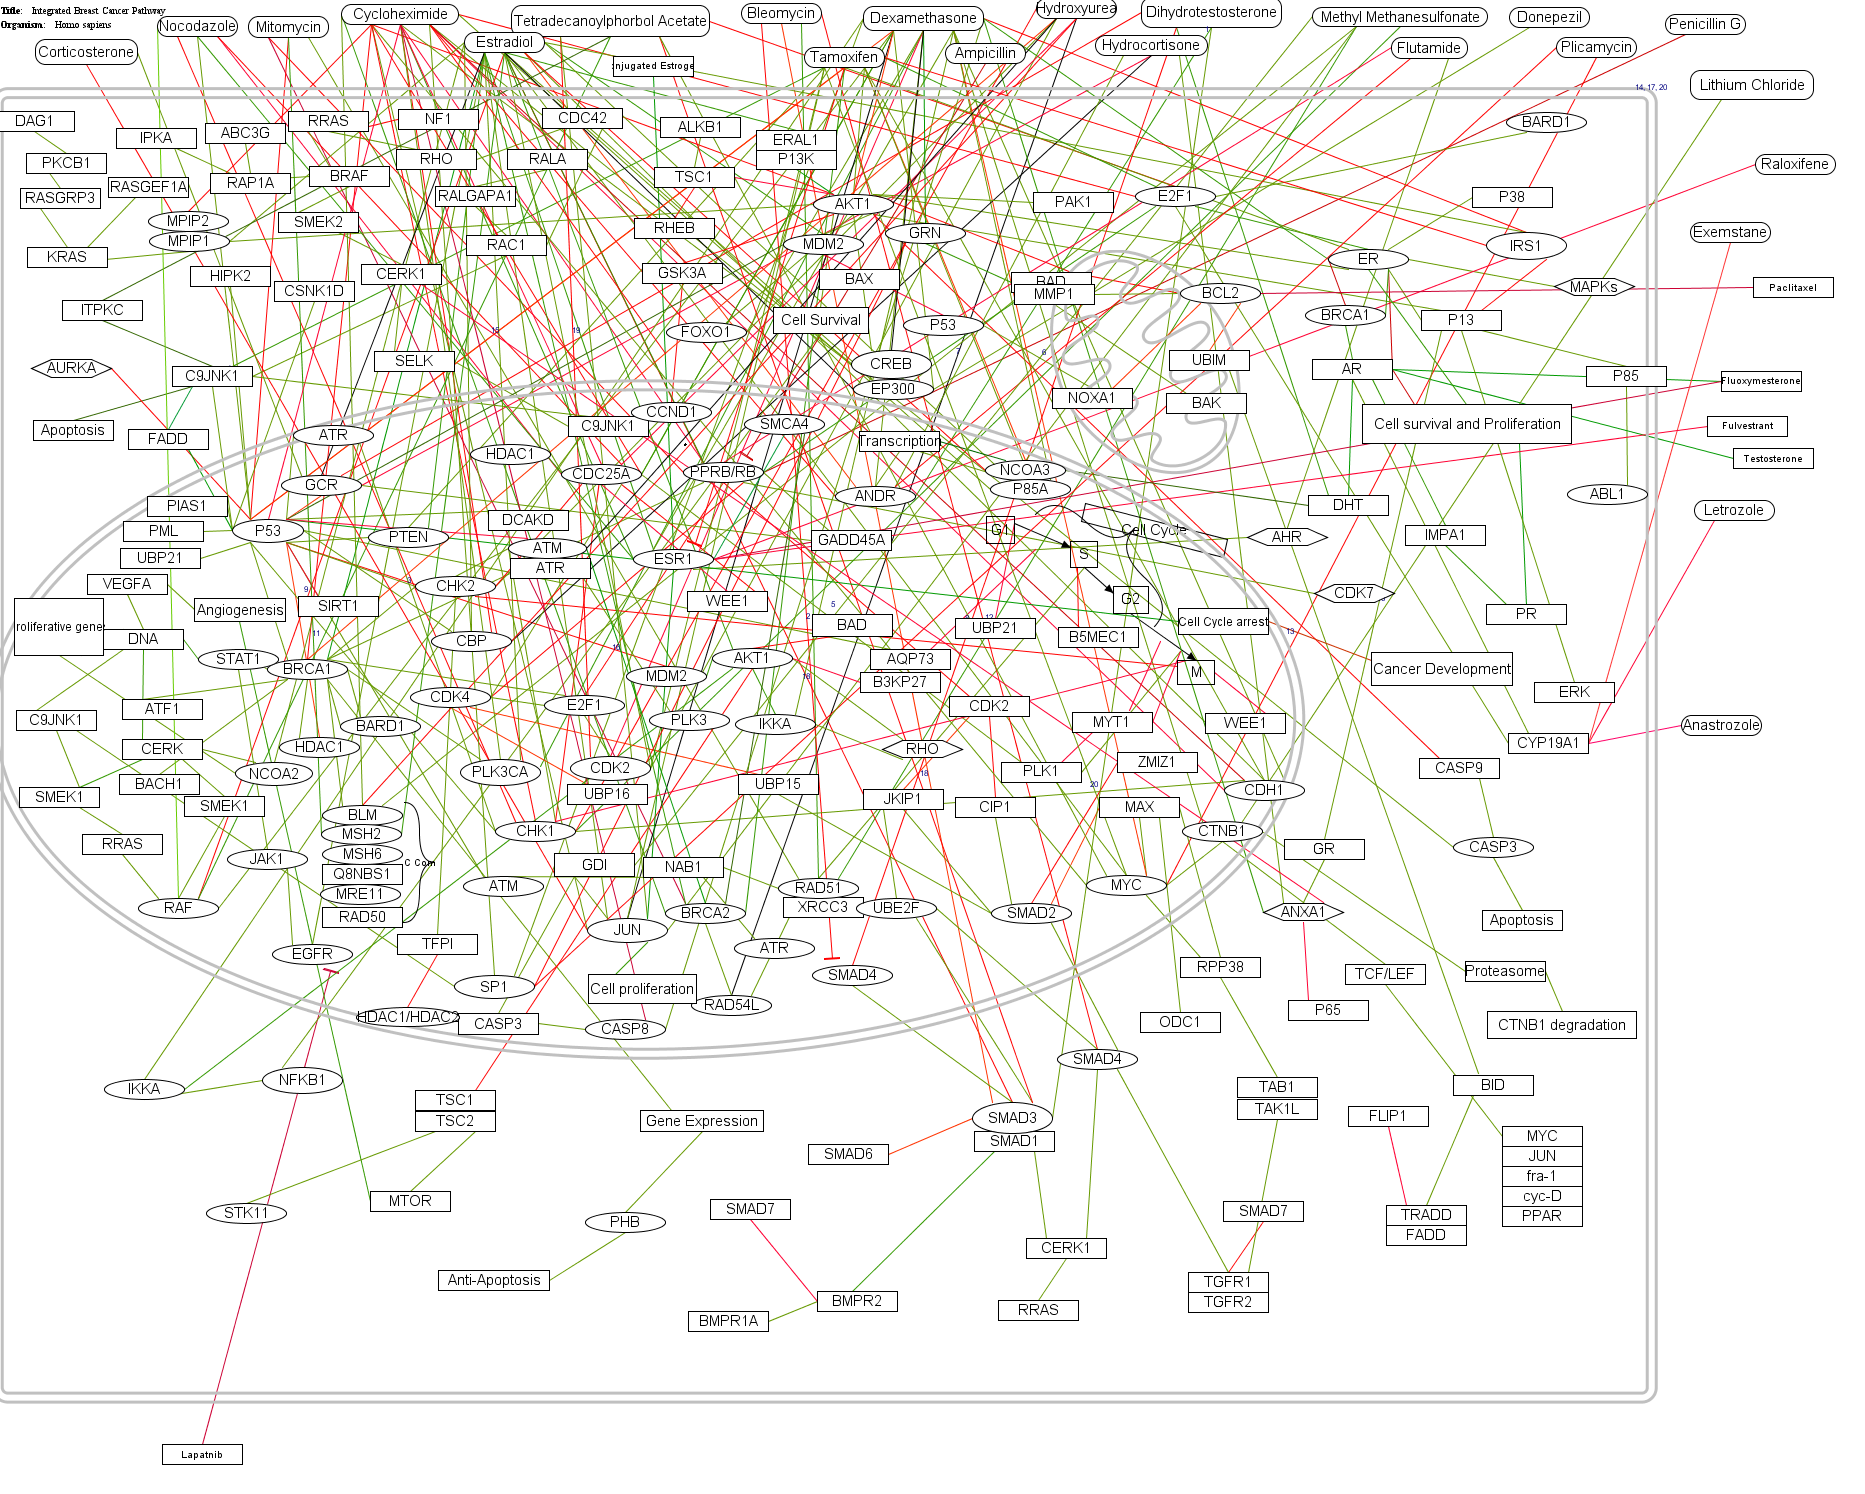 Title: Integrated Breast Cancer Pathway
Organism: Homo sapiens
Nocodazole
Mitomycin
Cycloheximide
Tetradecanoylphorbol Acetate
Bleomycin
Dexamethasone
Hydroxyurea
Dihydrotestosterone
Methyl Methanesulfonate
Donepezil
Penicillin G
Corticosterone
Estradiol
njugated Estroge
Tamoxifen
Ampicillin
Hydrocortisone
Flutamide
Plicamycin
Lithium Chloride
14, 17, 20
DAG1
IPKA
ABC3G
RRAS
NF1
CDC42
ALKB1
ERAL1
P13K
BARD1
PKCB1
RHO
RALA
Raloxifene
RASGRP3
RASGEF1A
RAP1A
BRAF
RALGAPA1
TSC1
AKT1
PAK1
E2F1
P38
MPIP2
MPIP1
SMEK2
RAC1
RHEB
MDM2
GRN
IRS1
Exemstane
KRAS
HIPK2
CSNK1D
CERK1
GSK3A
BAX
BAD
MMP1
BCL2
ER
MAPKs
Paclitaxel
ITPKC
Cell Survival
FOXO1
P53
BRCA1
P13
AURKA
C9JNK1
SELK
CREB
EP300
UBIM
AR
P85
Fluoxymesterone
NOXA1
BAK
Apoptosis
FADD
ATR
C9JNK1
CCND1
SMCA4
Transcription
Cell survival and Proliferation
Fulvestrant
HDAC1
CDC25A
PPRB/RB
NCOA3
P85A
Testosterone
GCR
ANDR
ABL1
PIAS1
PML
P53
PTEN
DCAKD
ATM
ATR
ESR1
GADD45A
G1
S
Cell Cycle
DHT
AHR
IMPA1
Letrozole
UBP21
VEGFA
Angiogenesis
SIRT1
CHK2
WEE1
G2
CDK7
PR
roliferative gene
DNA
CBP
BAD
UBP21
B5MEC1
Cell Cycle arrest
STAT1
BRCA1
MDM2
AKT1
AQP73
B3KP27
M
Cancer Development
ERK
C9JNK1
ATF1
BARD1
CDK4
E2F1
PLK3
IKKA
CDK2
MYT1
WEE1
Anastrozole
CERK
HDAC1
RHO
CYP19A1
BACH1
NCOA2
PLK3CA
CDK2
UBP16
UBP15
PLK1
ZMIZ1
CASP9
SMEK1
SMEK1
JKIP1
CIP1
MAX
CDH1
RRAS
BLM
MSH2
MSH6
Q8NBS1
MRE11
RAD50
C Com
CHK1
CTNB1
GR
CASP3
JAK1
GDI
NAB1
RAF
ATM
RAD51
XRCC3
UBE2F
MYC
SMAD2
ANXA1
Apoptosis
EGFR
TFPI
JUN
BRCA2
ATR
SMAD4
RPP38
TCF/LEF
Proteasome
SP1
Cell proliferation
RAD54L
P65
HDAC1/HDAC2
CASP3
CASP8
ODC1
CTNB1 degradation
IKKA
NFKB1
SMAD4
TSC1
TSC2
Gene Expression
SMAD3
SMAD1
TAB1
TAK1L
BID
FLIP1
SMAD6
MYC
JUN
fra-1
cyc-D
PPAR
STK11
MTOR
PHB
SMAD7
SMAD7
TRADD
FADD
CERK1
Anti-Apoptosis
BMPR2
BMPR1A
RRAS
TGFR1
TGFR2
Lapatnib